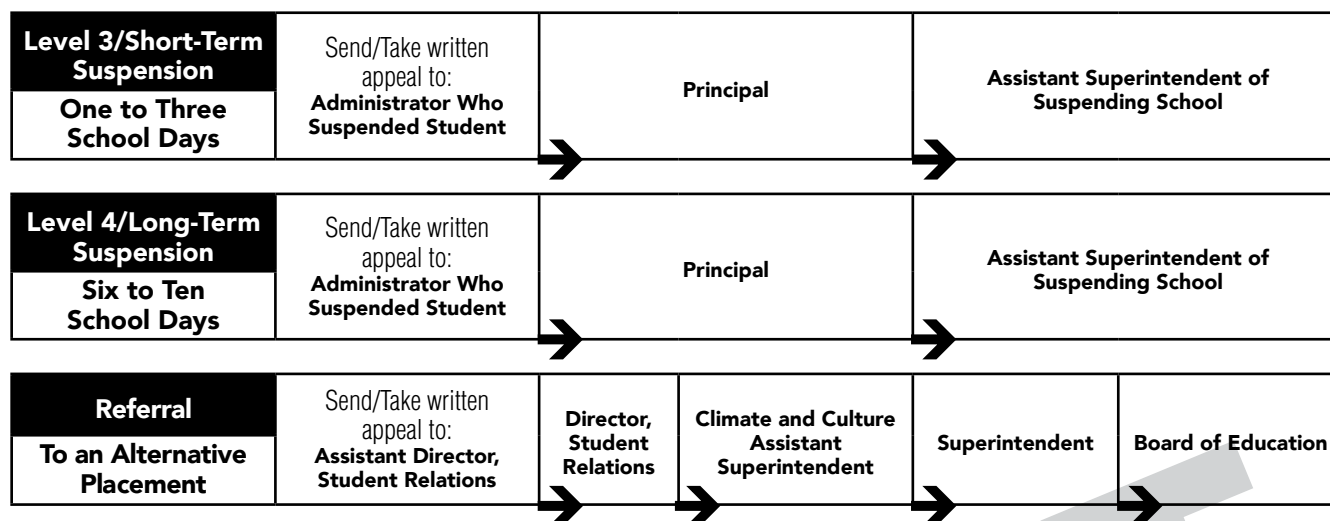 Level 3/Short-Term
Suspension
One to Three
School Days
Send/Take written
appeal to:
Administrator Who
Suspended Student
Principal
Assistant Superintendent of
Suspending School
Level 4/Long-Term
Suspension
Six to Ten
School Days
Send/Take written
appeal to:
Administrator Who
Suspended Student
Principal
Assistant Superintendent of
Suspending School
Referral
To an Alternative
Placement
Send/Take written
appeal to:
Assistant Director,
Student Relations
Director,
Student
Relations
Climate and Culture
Assistant
Superintendent
Superintendent
Board of Education